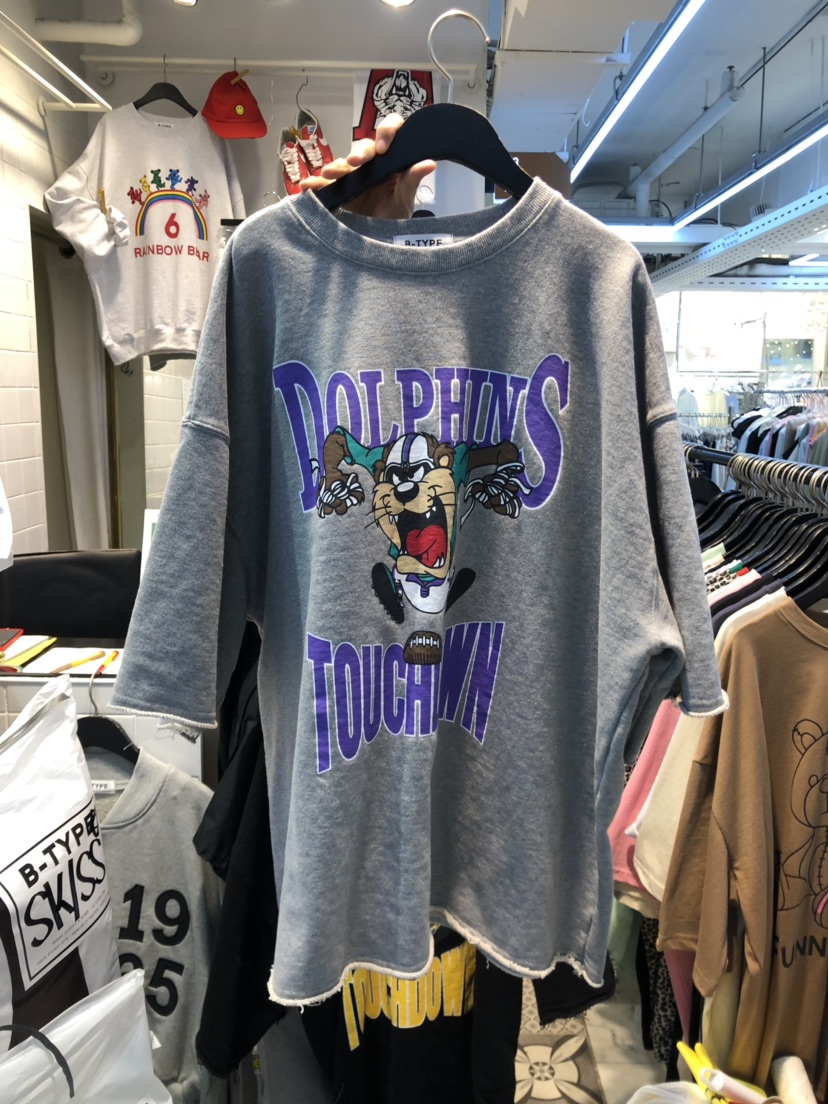 B-TYPE
DOLPHINS
TOUCHDOWN
6
RAINBOW BEAR
B-TYPE
SKISS
19
TOUCHDOWN